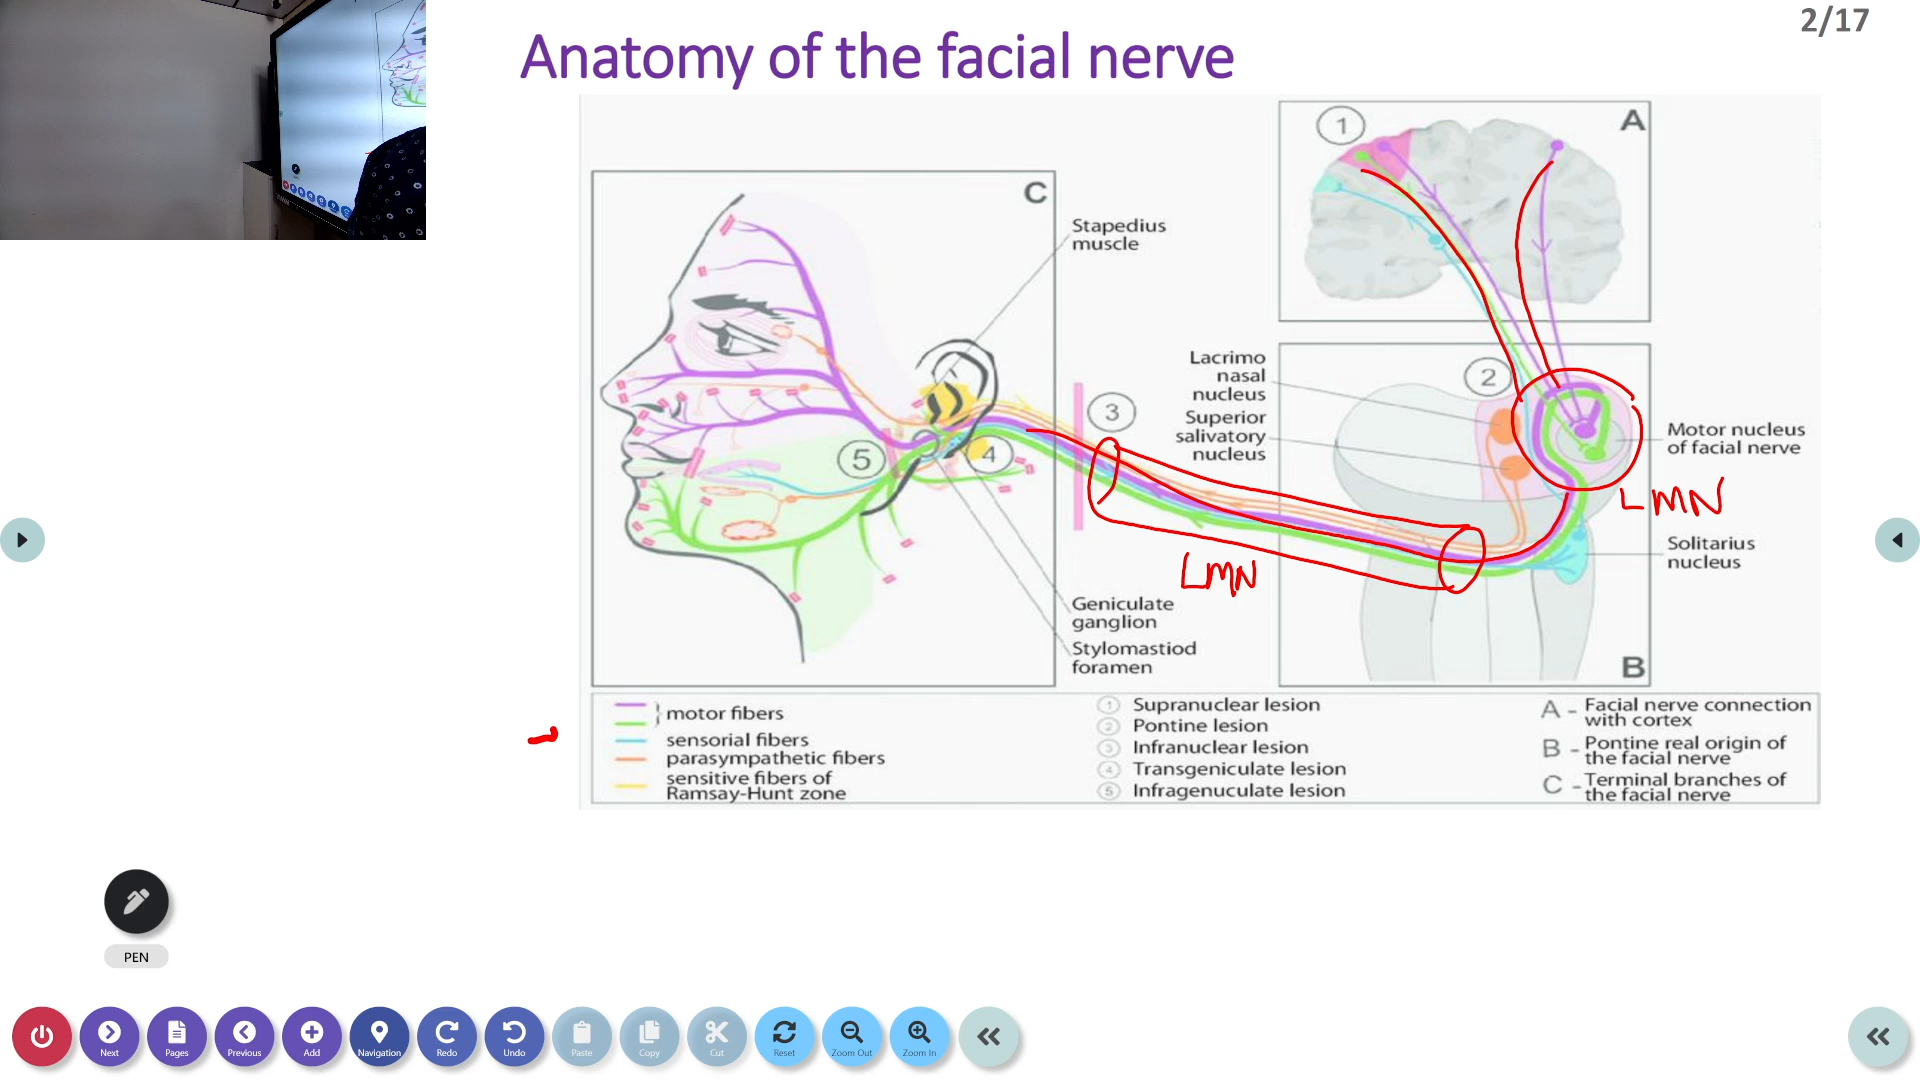 2/17
Anatomy of the facial nerve
1
A
C
Stapedius
muscle
Lacrimo
nasal
nucleus
Superior
salivatory
nucleus
2
3
Motor nucleus
of facial nerve
LMN
5
4
LMN
Solitarius
nucleus
Geniculate
ganglion
Stylomastiod
foramen
B
motor fibers
sensorial fibers
parasympathetic fibers
sensitive fibers of
Ramsay-Hunt zone
1 Supranuclear lesion
2 Pontine lesion
3 Infranuclear lesion
4 Transgeniculate lesion
5 Infragenuculate lesion
A - Facial nerve connection
with cortex
B - Pontine real origin of
the facial nerve
C - Terminal branches of
the facial nerve
PEN
Next
Pages
Previous
Add
Navigation
Redo
Undo
Paste
Copy
Cut
Reset
Zoom Out
Zoom In